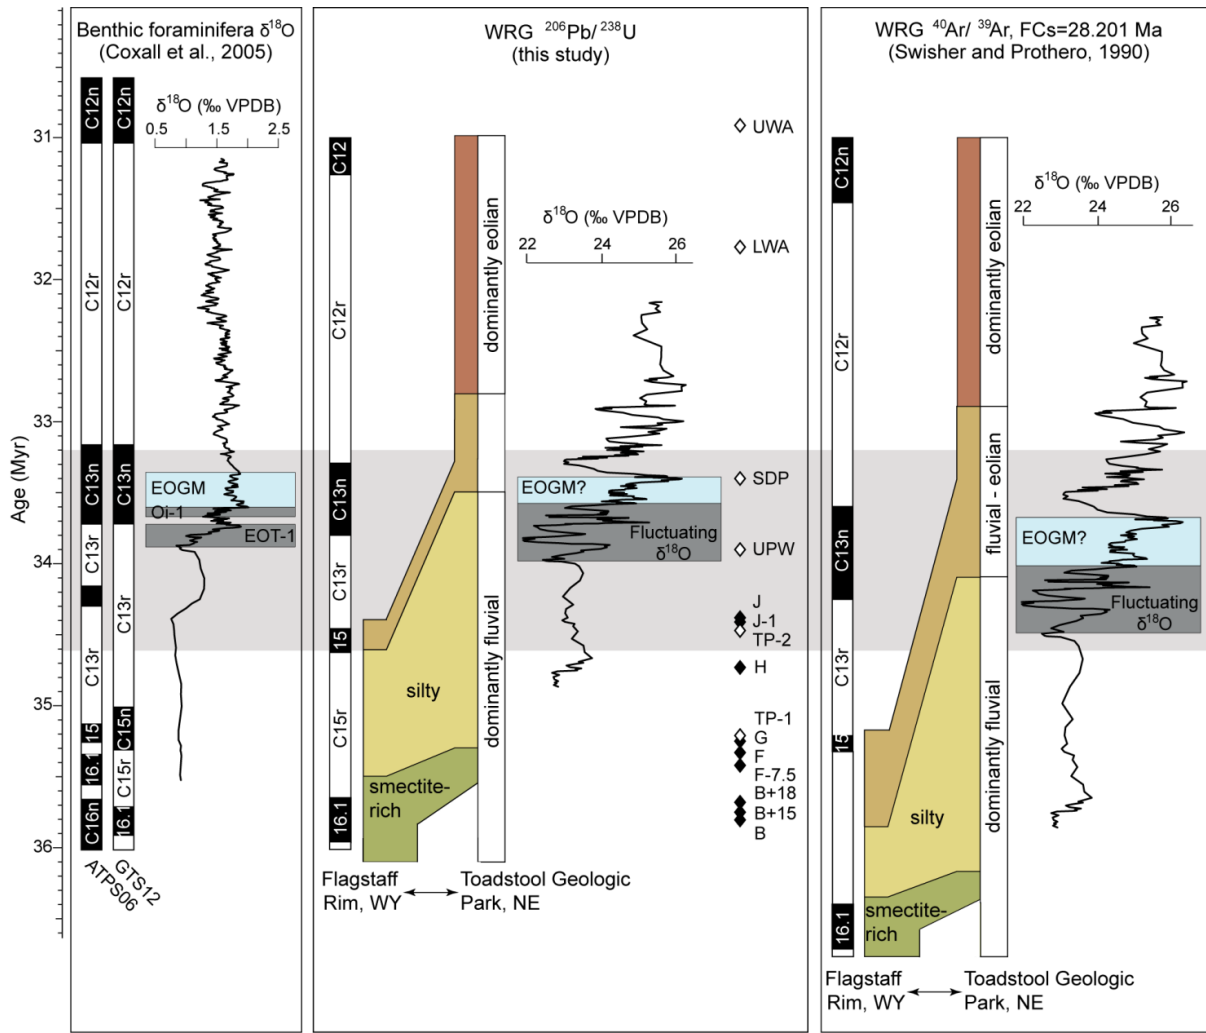 Benthic foraminifera δ18O
(Coxall et al., 2005)
δ18O (‰ VPDB)
0.5 1.5 2.5
Age (Myr)
31
32
33
34
35
36
C12n
C12r
C13n
C13r
C13r
15
16.1
C16n
ATPS06
C12n
C12r
C13n
C13r
C15n
C15r
16.1
GTS12
EOGM
Oi-1
EOT-1
WRG 206Pb/238U
(this study)
C12
C12r
C13n
C13r
15
C15r
16.1
silty
smectite-
rich
dominantly eolian
dominantly fluvial
δ18O (‰ VPDB)
22 24 26
EOGM?
Fluctuating
δ18O
UWA
LWA
SDP
UPW
J
J-1
TP-2
H
TP-1
G
F
F-7.5
B+18
B+15
B
Flagstaff
Rim, WY
Toadstool Geologic
Park, NE
WRG 40Ar/ 39Ar, FCs=28.201 Ma
(Swisher and Prothero, 1990)
C12n
C12r
C13n
C13r
15
16.1
silty
smectite-
rich
dominantly eolian
fluvial - eolian
dominantly fluvial
δ18O (‰ VPDB)
22 24 26
EOGM?
Fluctuating
δ18O
Flagstaff
Rim, WY
Toadstool Geologic
Park, NE